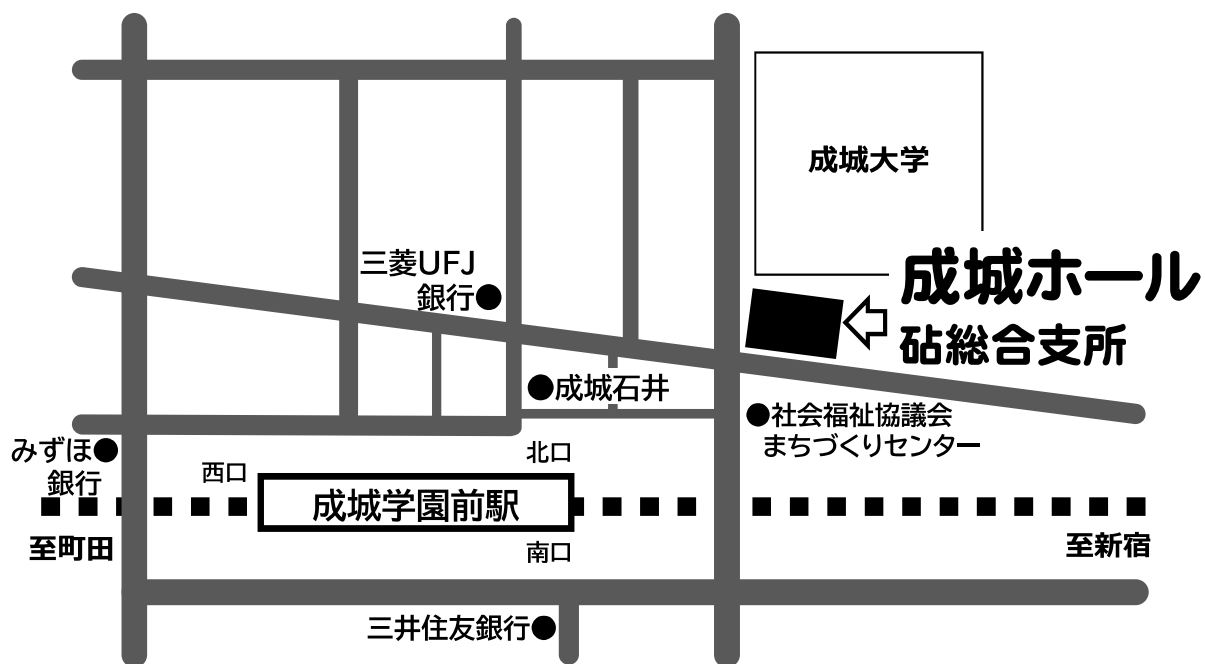 成城大学
三菱UFJ
銀行
成城ホール
砧総合支所
成城石井
社会福祉協議会
まちづくりセンター
みずほ
銀行
西口
北口
成城学園前駅
至町田
南口
至新宿
三井住友銀行